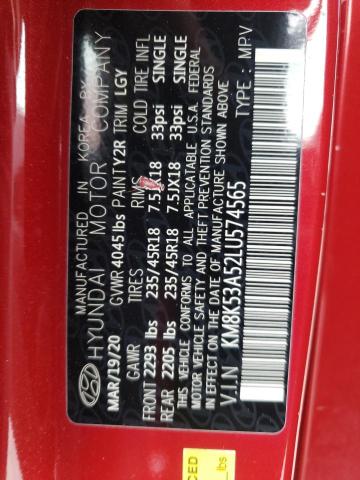 MANUFACTURED IN KOREA BY
HYUNDAI MOTOR COMPANY
MAR/19/20 GVWR 4045 lbs PAINT Y2R TRIM LGY
GAWR TIRES RIMS COLD TIRE INFL
FRONT 2293 lbs 235/45R18 7.5JX18 33psi SINGLE
REAR 2205 lbs 235/45R18 7.5JX18 33psi SINGLE
THIS VEHICLE CONFORMS TO ALL APPLICATABLE U.S.A. FEDERAL
MOTOR VEHICLE SAFETY, BUMPER, AND THEFT PREVENTION STANDARDS
IN EFFECT ON THE DATE OF MANUFACTURE SHOWN ABOVE.
V.I.N : KM8K53A52LU574565 TYPE : MPV
CED
lbs